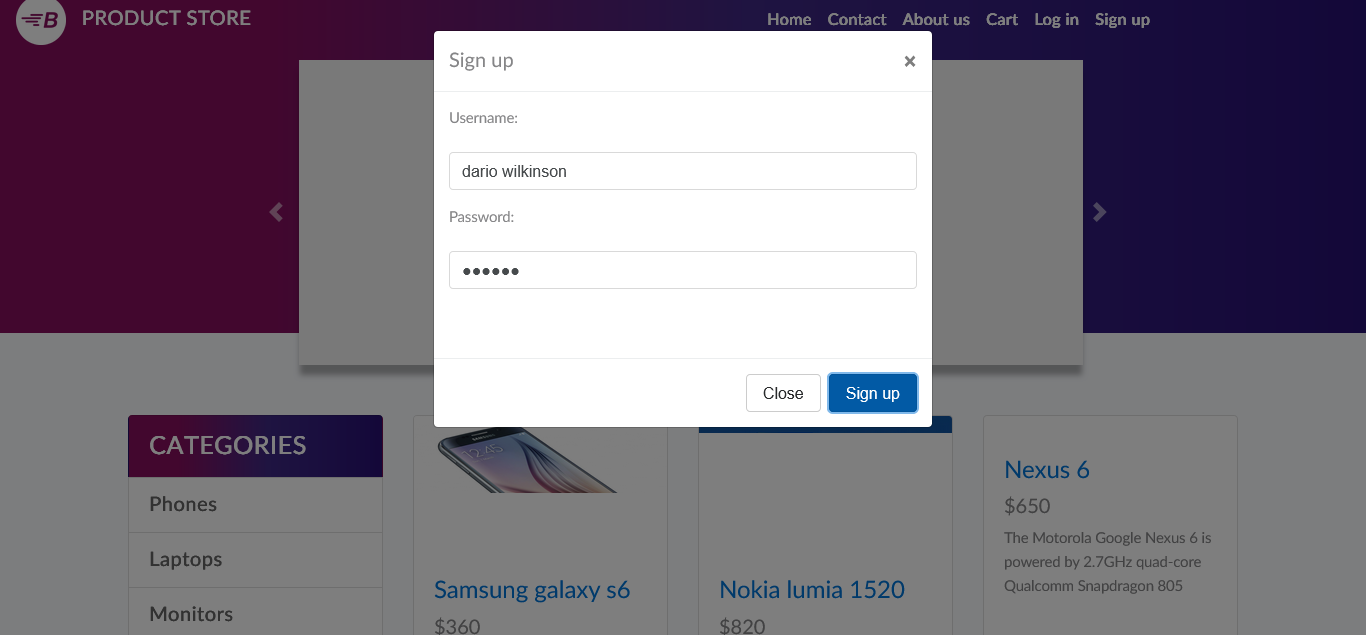 B PRODUCT STORE
Home Contact About us Cart Log in Sign up
Sign up ×
Username:
dario wilkinson
Password:
••••••
Close Sign up
CATEGORIES
Phones
Laptops
Monitors
12:45
Samsung galaxy s6
$360
Nokia lumia 1520
$820
Nexus 6
$650
The Motorola Google Nexus 6 is
powered by 2.7GHz quad-core
Qualcomm Snapdragon 805